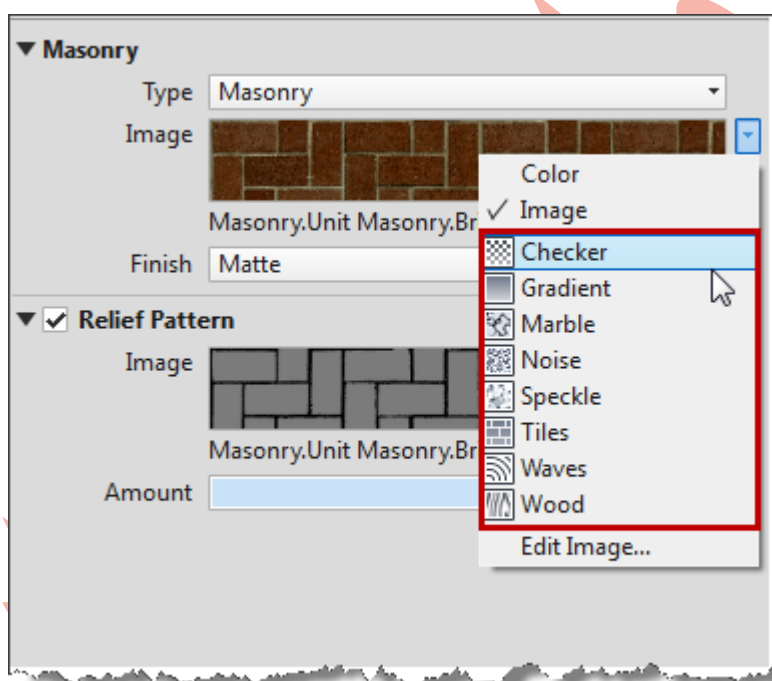 Masonry
Type Masonry
Image
Color
Image
Masonry.Unit Masonry.Br
Checker
Finish Matte
Gradient
Relief Pattern
Marble
Image
Noise
Speckle
Tiles
Masonry.Unit Masonry.Br
Waves
Amount
Wood
Edit Image...